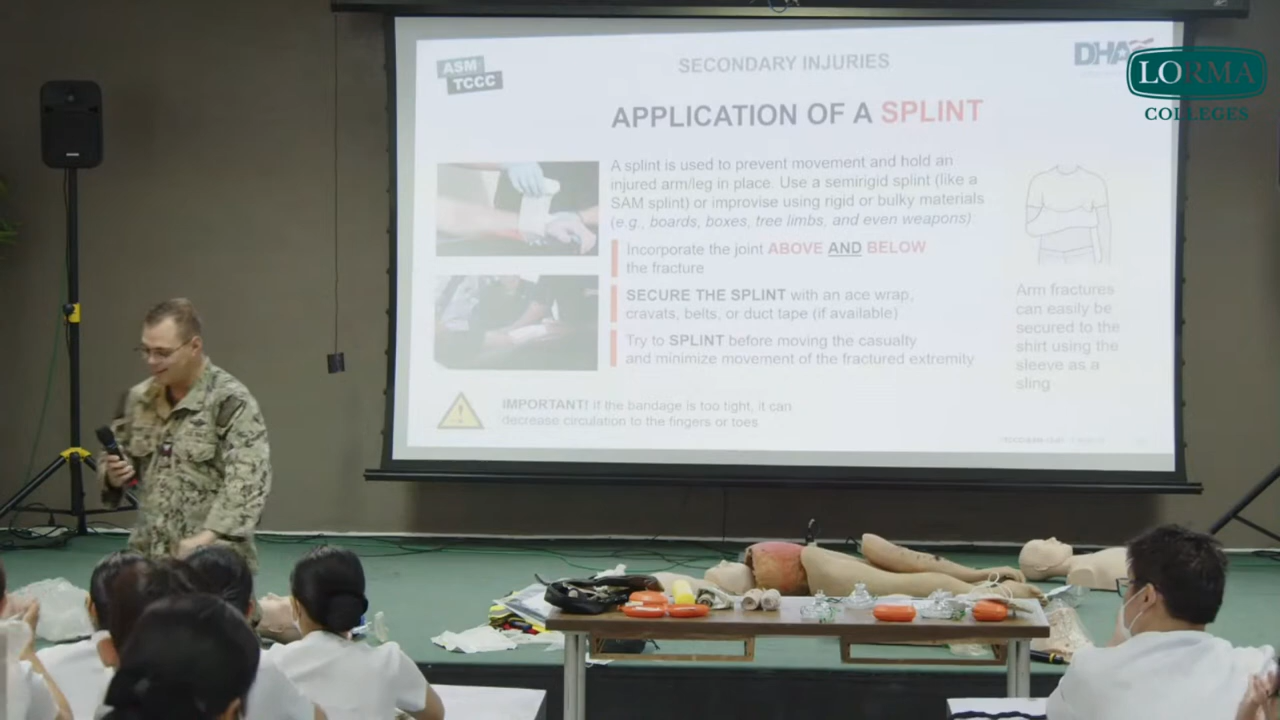 ASM
TCCC
SECONDARY INJURIES
DHA
LORMA
COLLEGES
APPLICATION OF A SPLINT
A splint is used to prevent movement and hold an
injured arm/leg in place. Use a semirigid splint (like a
SAM splint) or improvise using rigid or bulky materials
(e.g., boards, boxes, tree limbs, and even weapons).
Incorporate the joint ABOVE AND BELOW
the fracture
SECURE THE SPLINT with an ace wrap,
cravats, belts, or duct tape (if available)
Try to SPLINT before moving the casualty
and minimize movement of the fractured extremity
Arm fractures
can easily be
secured to the
shirt using the
sleeve as a
sling
IMPORTANT! If the bandage is too tight, it can
decrease circulation to the fingers or toes